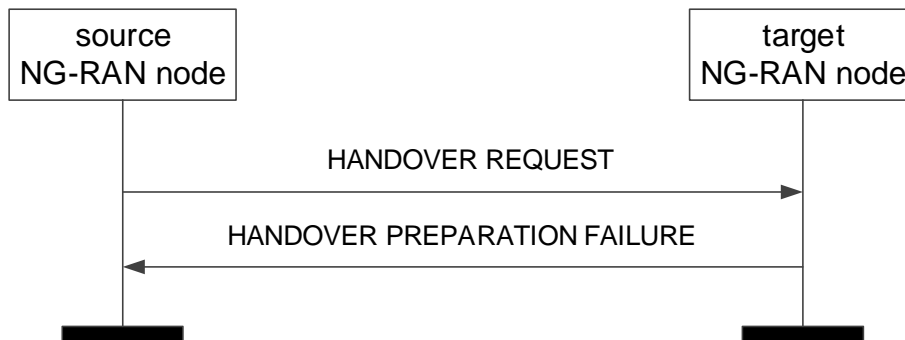 source
NG-RAN node
target
NG-RAN node
HANDOVER REQUEST
HANDOVER PREPARATION FAILURE